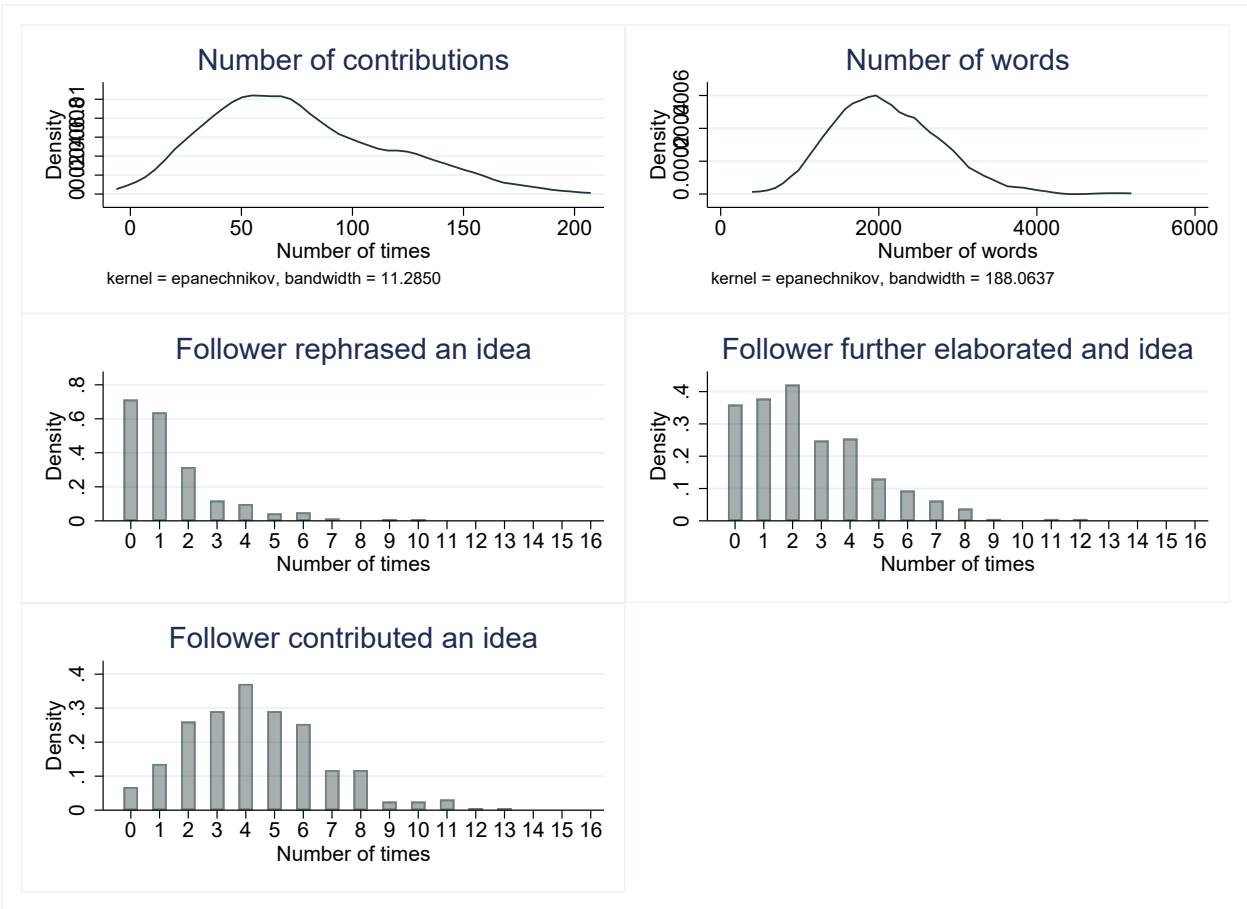 Number of contributions
Density
0 50 100 150 200
Number of times
kernel = epanechnikov, bandwidth = 11.2850
Number of words
Density
0 2000 4000 6000
Number of words
kernel = epanechnikov, bandwidth = 188.0637
Follower rephrased an idea
Density
.8
.6
.4
.2
0
0 1 2 3 4 5 6 7 8 9 10 11 12 13 14 15 16
Number of times
Follower further elaborated and idea
Density
.4
.3
.2
.1
0
0 1 2 3 4 5 6 7 8 9 10 11 12 13 14 15 16
Number of times
Follower contributed an idea
Density
.4
.3
.2
.1
0
0 1 2 3 4 5 6 7 8 9 10 11 12 13 14 15 16
Number of times